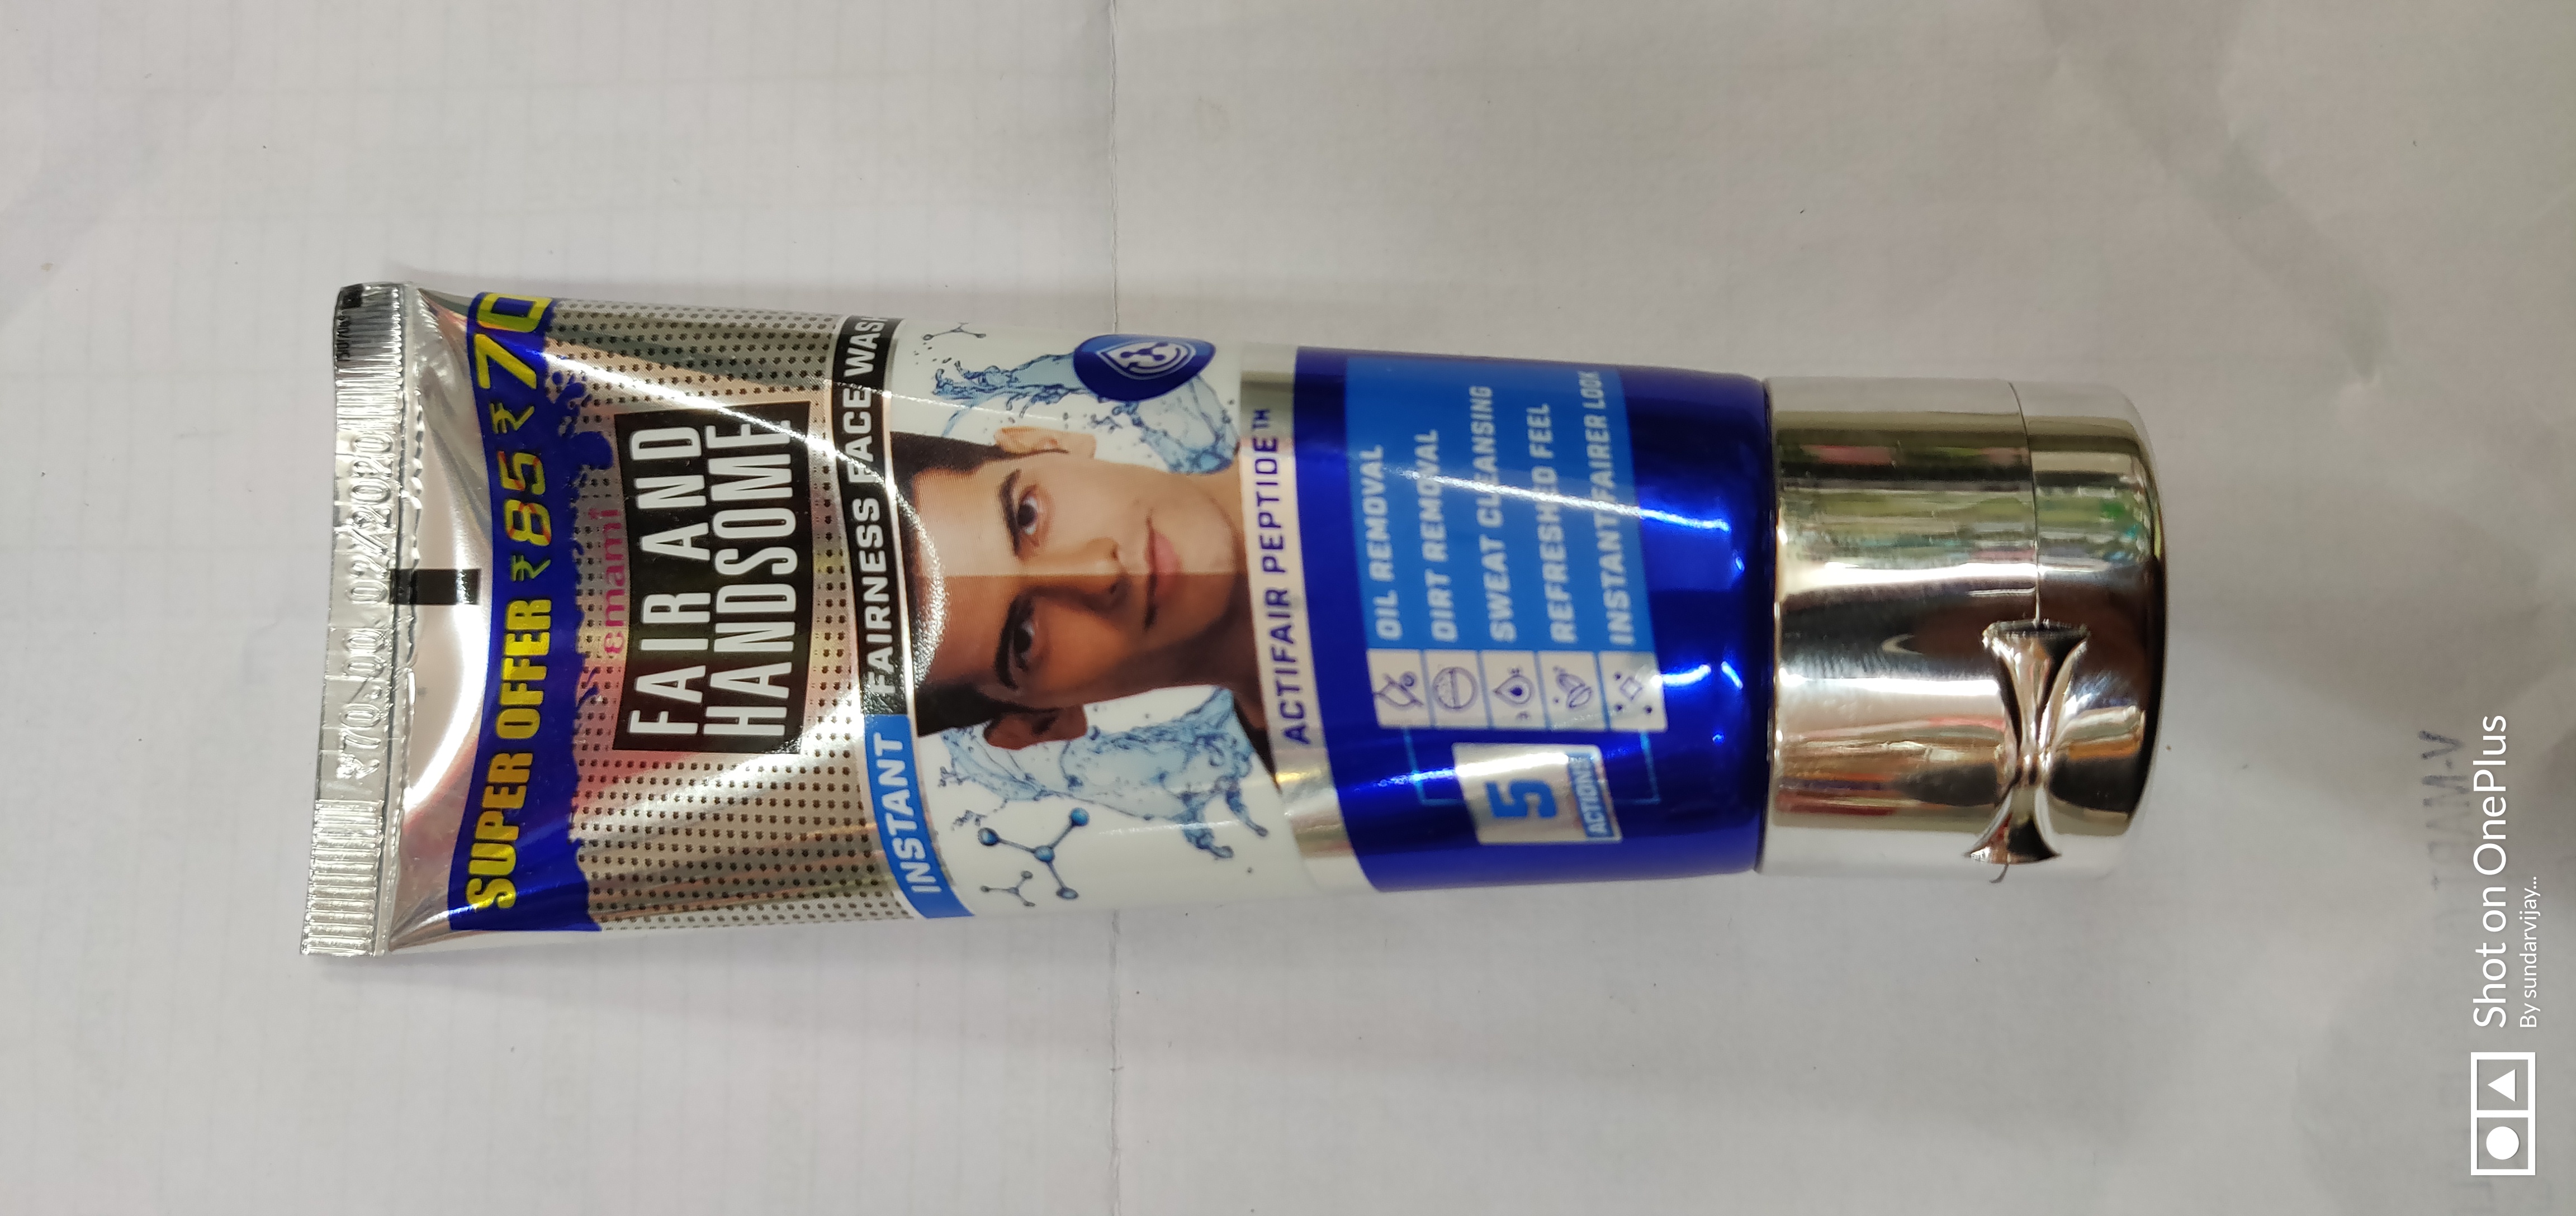 ₹70.00 02/2020
SUPER OFFER ₹85 ₹70
emami
FAIR AND
HANDSOME
INSTANT FAIRNESS FACE WASH
ACTIFAIR PEPTIDE™
OIL REMOVAL
DIRT REMOVAL
SWEAT CLEANSING
REFRESHED FEEL
INSTANT FAIRER LOOK
5
ACTIONS
V-MART
Shot on OnePlus
By sundarvijay...